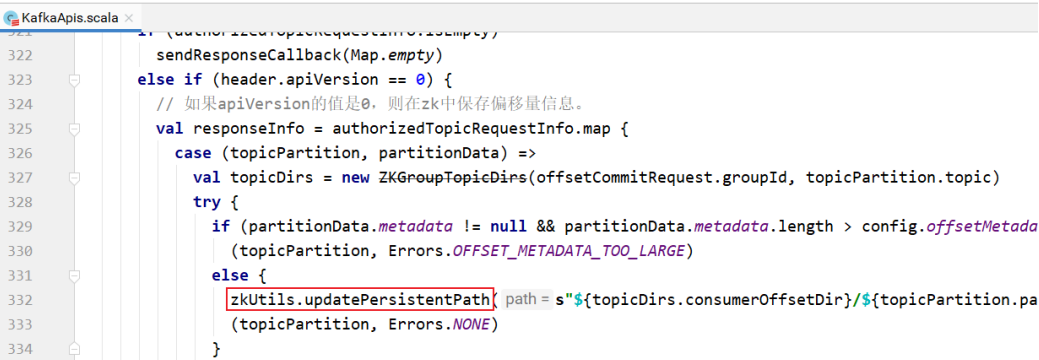 KafkaApis.scala
321 if (authorizedTopicRequestInfo.isEmpty)
322 sendResponseCallback(Map.empty)
323 else if (header.apiVersion == 0) {
324 // 如果apiVersion的值是0，则在zk中保存偏移量信息。
325 val responseInfo = authorizedTopicRequestInfo.map {
326 case (topicPartition, partitionData) =>
327 val topicDirs = new ZKGroupTopicDirs(offsetCommitRequest.groupId, topicPartition.topic)
328 try {
329 if (partitionData.metadata != null && partitionData.metadata.length > config.offsetMetada
330 (topicPartition, Errors.OFFSET_METADATA_TOO_LARGE)
331 else {
332 zkUtils.updatePersistentPath( path = s"${topicDirs.consumerOffsetDir}/${topicPartition.pa
333 (topicPartition, Errors.NONE)
334 }